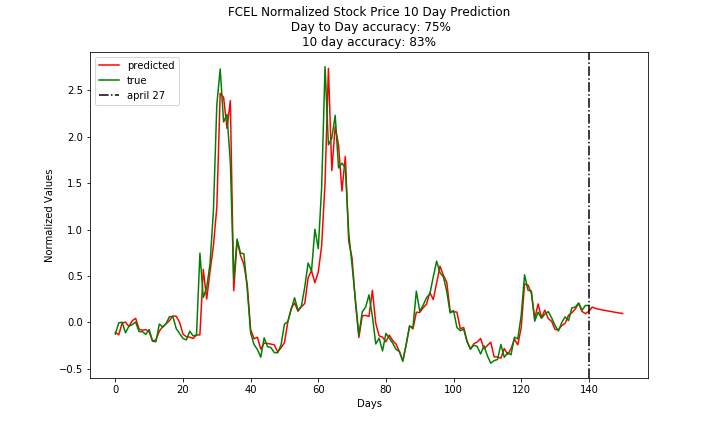 FCEL Normalized Stock Price 10 Day Prediction
Day to Day accuracy: 75%
10 day accuracy: 83%
predicted
true
april 27
Normalized Values
2.5
2.0
1.5
1.0
0.5
0.0
−0.5
0 20 40 60 80 100 120 140
Days